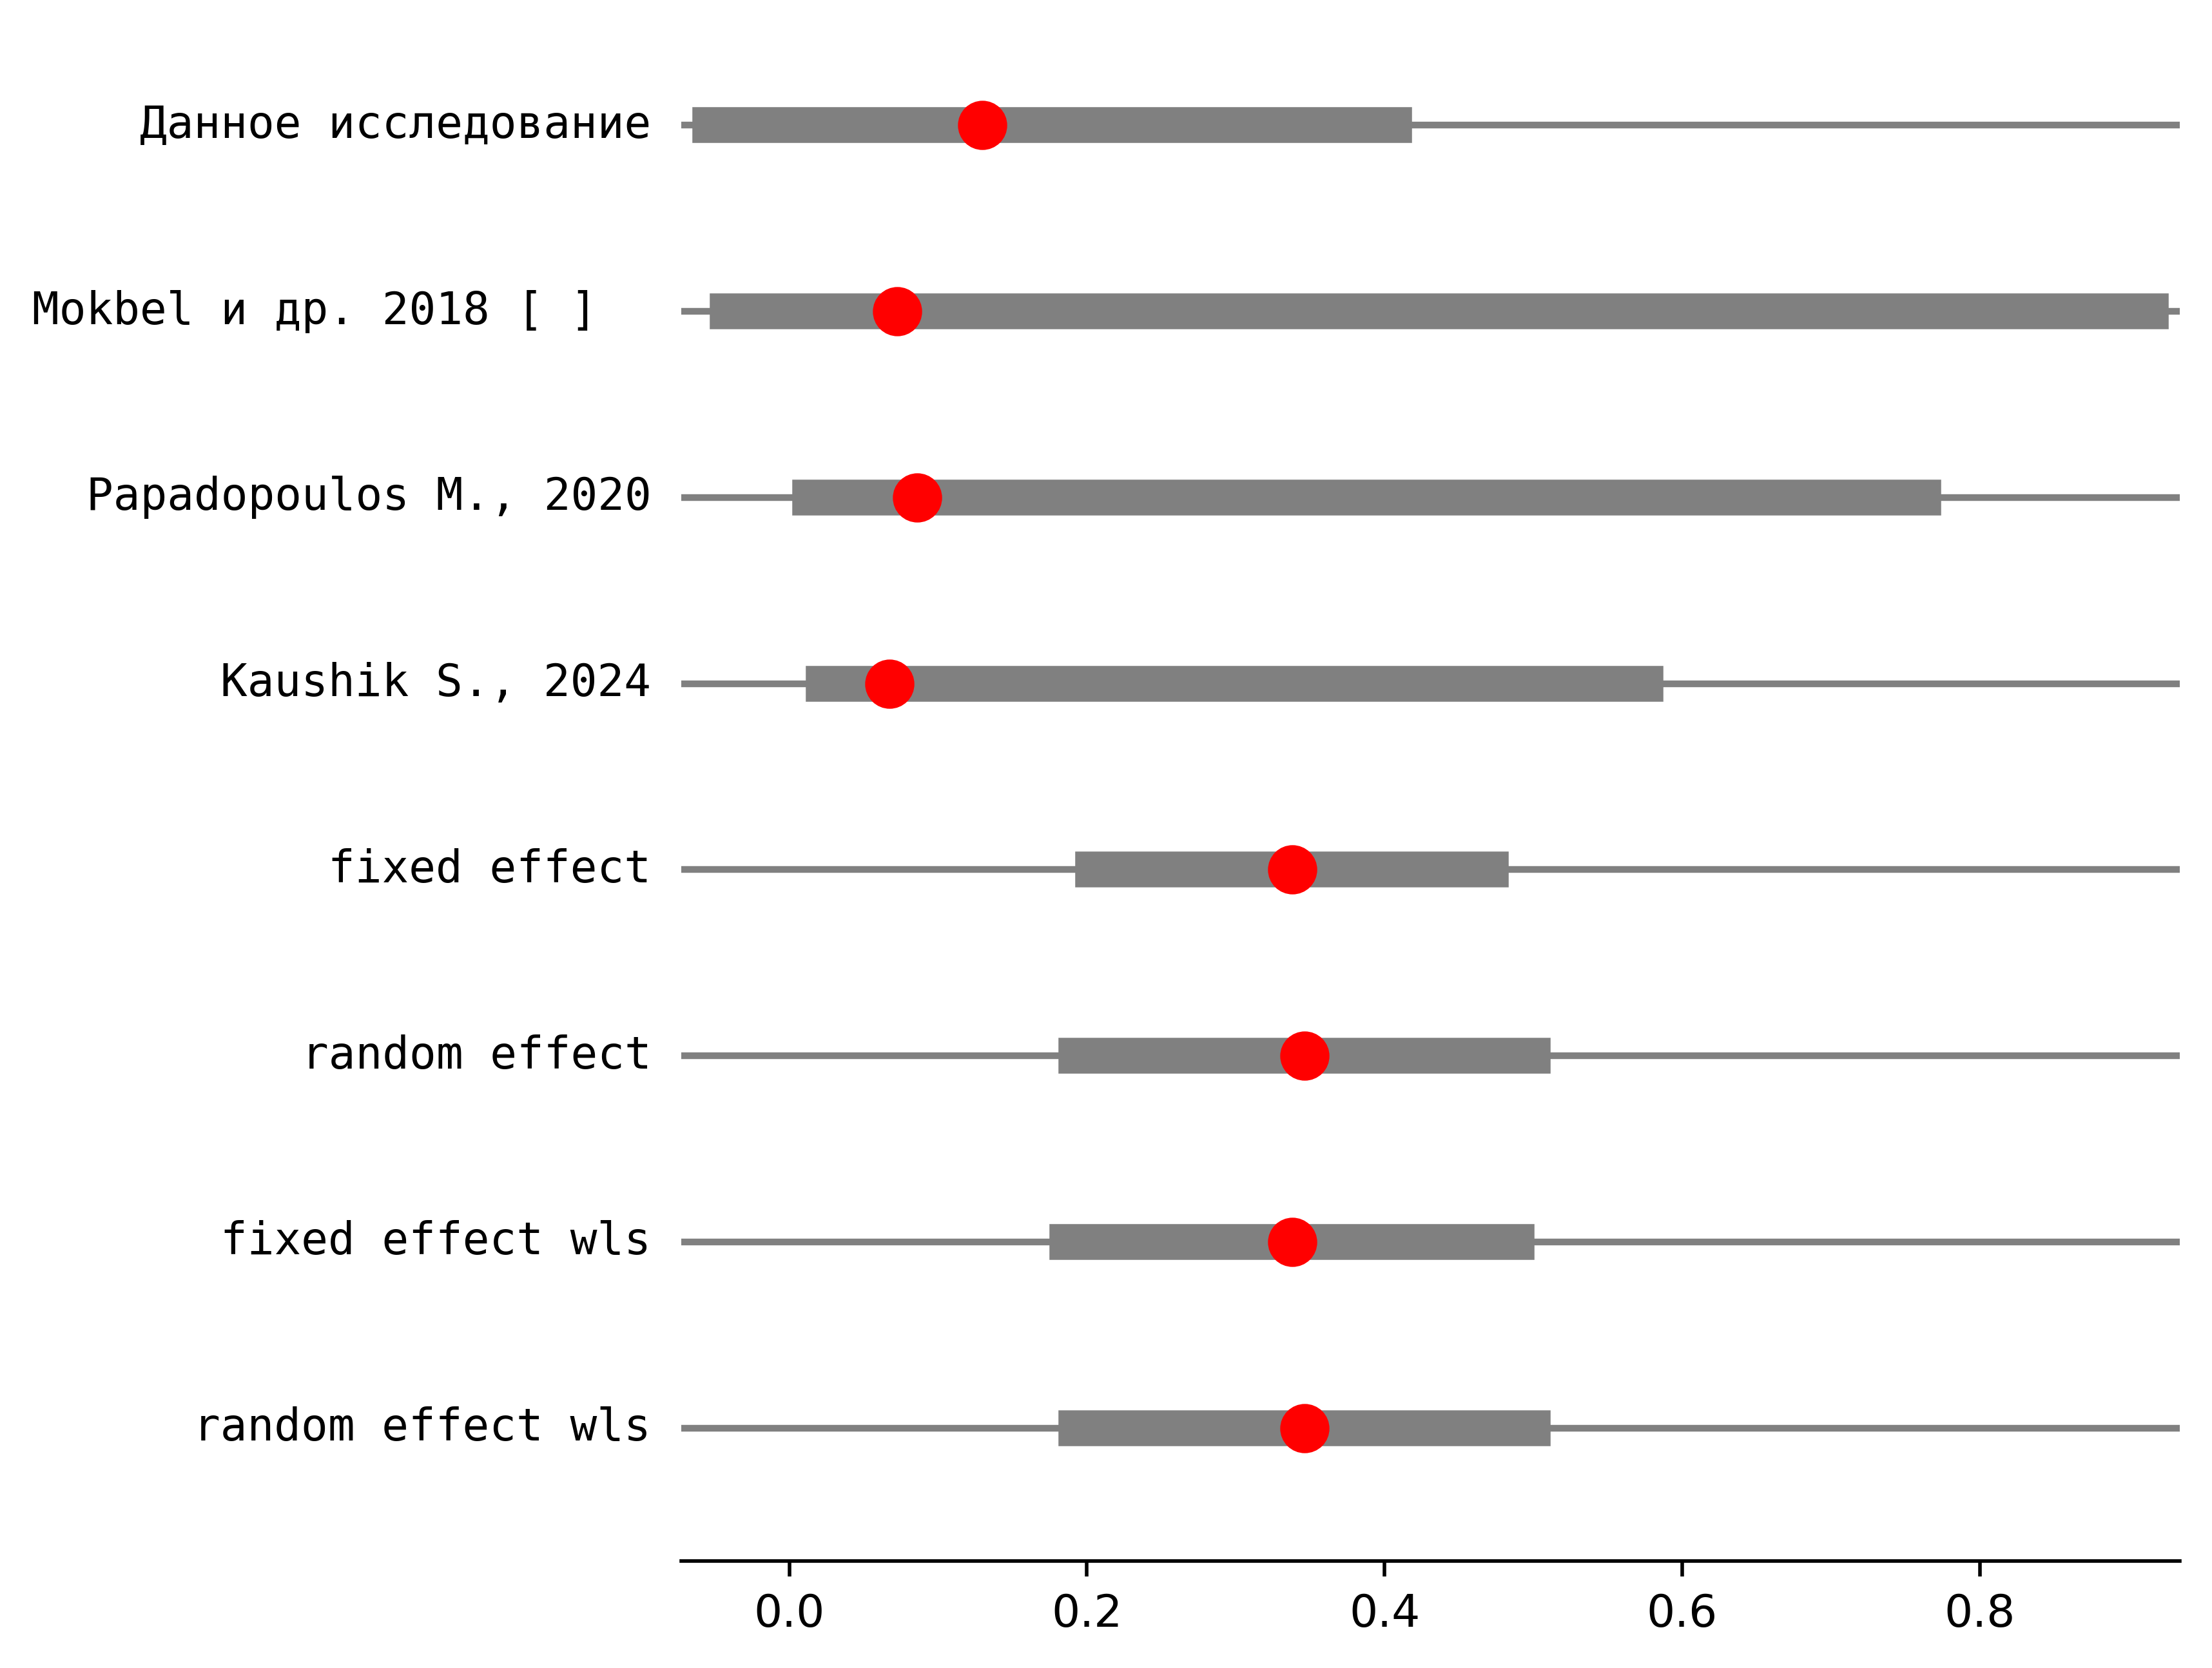 Данное исследование
Mokbel и др. 2018 [ ]
Papadopoulos M., 2020
Kaushik S., 2024
fixed effect
random effect
fixed effect wls
random effect wls
0.0 0.2 0.4 0.6 0.8